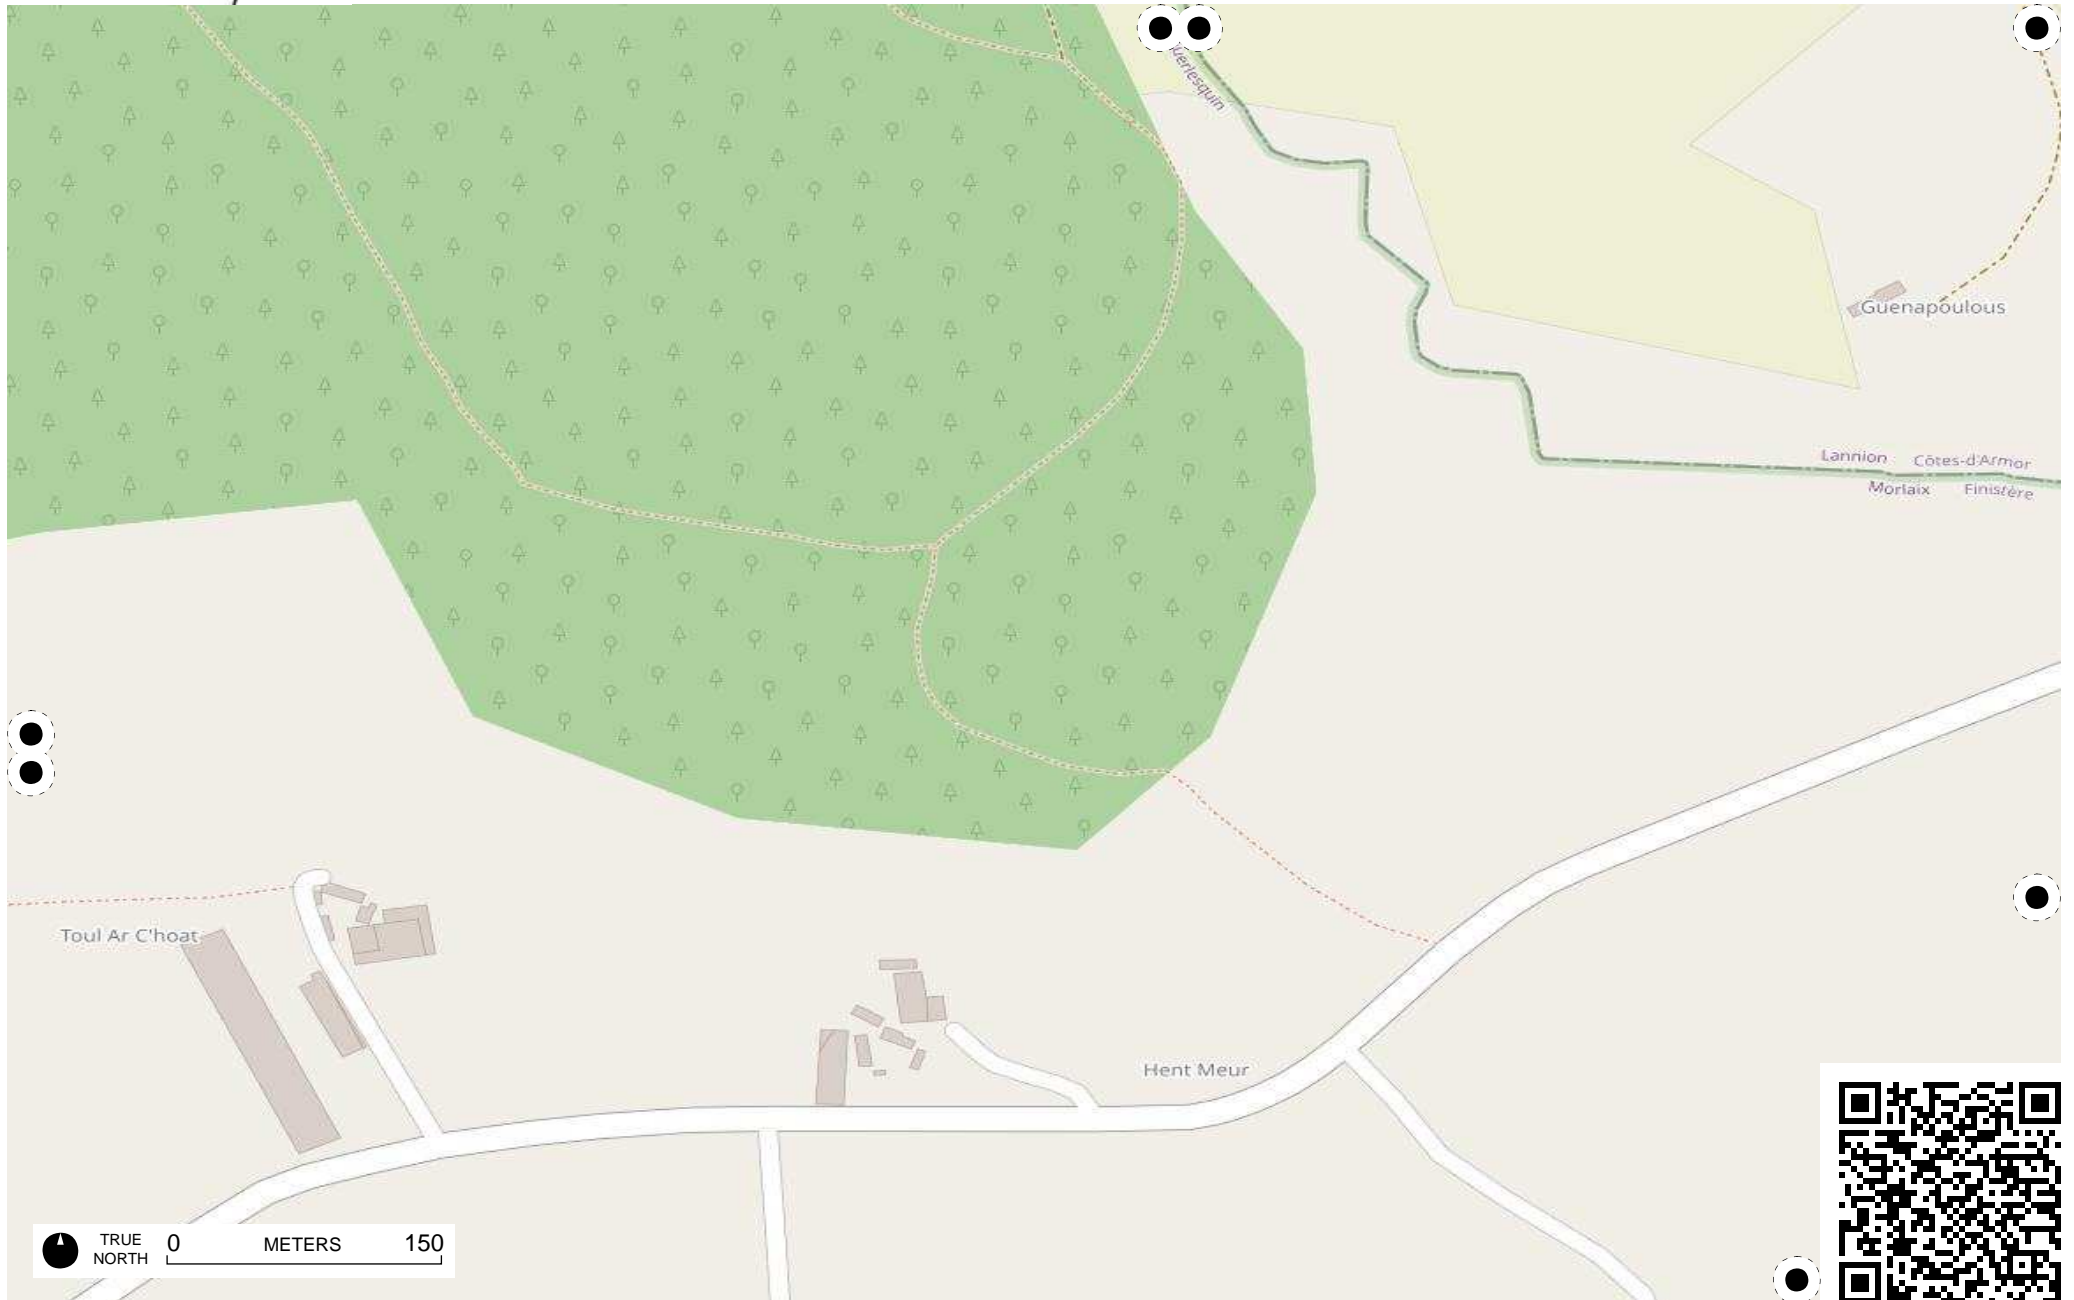 Guenapoulous
Lannion Côtes-d'Armor
Morlaix Finistère
Toul Ar C'hoat
Hent Meur
TRUE
NORTH
0 METERS 150